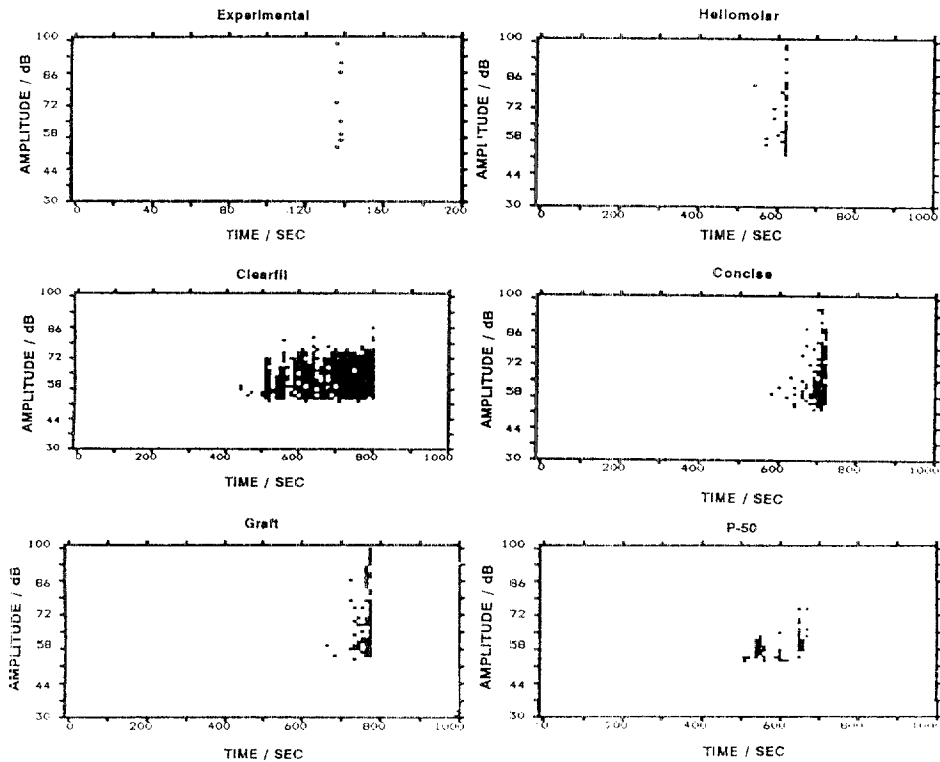 Experimental
100
86
72
58
44
30
AMPLITUDE / dB
0 40 80 120 160 200
TIME / SEC
Heliomolar
100
86
72
58
44
30
AMPLITUDE / dB
0 200 400 600 800 1000
TIME / SEC
Clearfil
100
86
72
58
44
30
AMPLITUDE / dB
0 200 400 600 800 1000
TIME / SEC
Concise
100
86
72
58
44
30
AMPLITUDE / dB
0 200 400 600 800 1000
TIME / SEC
Graft
100
86
72
58
44
30
AMPLITUDE / dB
0 200 400 600 800 1000
TIME / SEC
P-50
100
86
72
58
44
30
AMPLITUDE / dB
0 200 400 600 800 1000
TIME / SEC